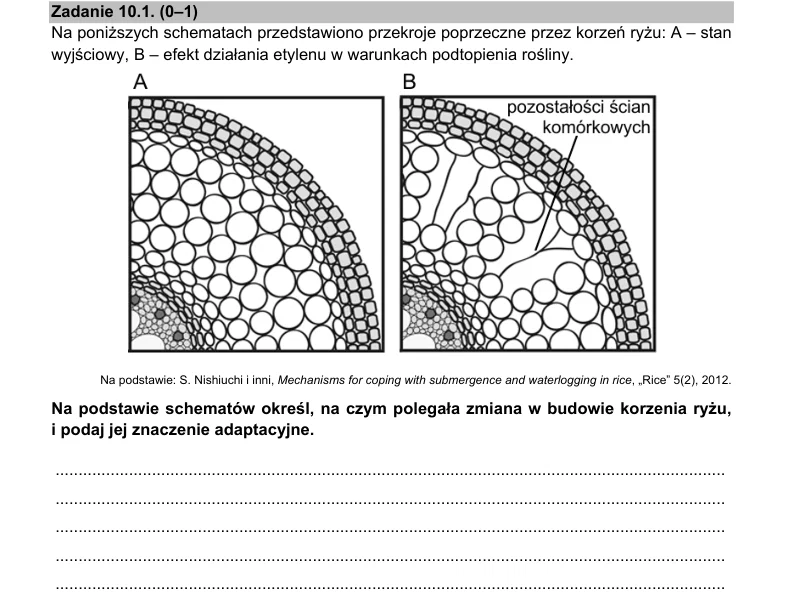 Zadanie 10.1. (0–1)
Na poniższych schematach przedstawiono przekroje poprzeczne przez korzeń ryżu: A – stan
wyjściowy, B – efekt działania etylenu w warunkach podtopienia rośliny.
A
B
pozostałości ścian
komórkowych
Na podstawie: S. Nishiuchi i inni, Mechanisms for coping with submergence and waterlogging in rice, „Rice” 5(2), 2012.
Na podstawie schematów określ, na czym polegała zmiana w budowie korzenia ryżu,
i podaj jej znaczenie adaptacyjne.